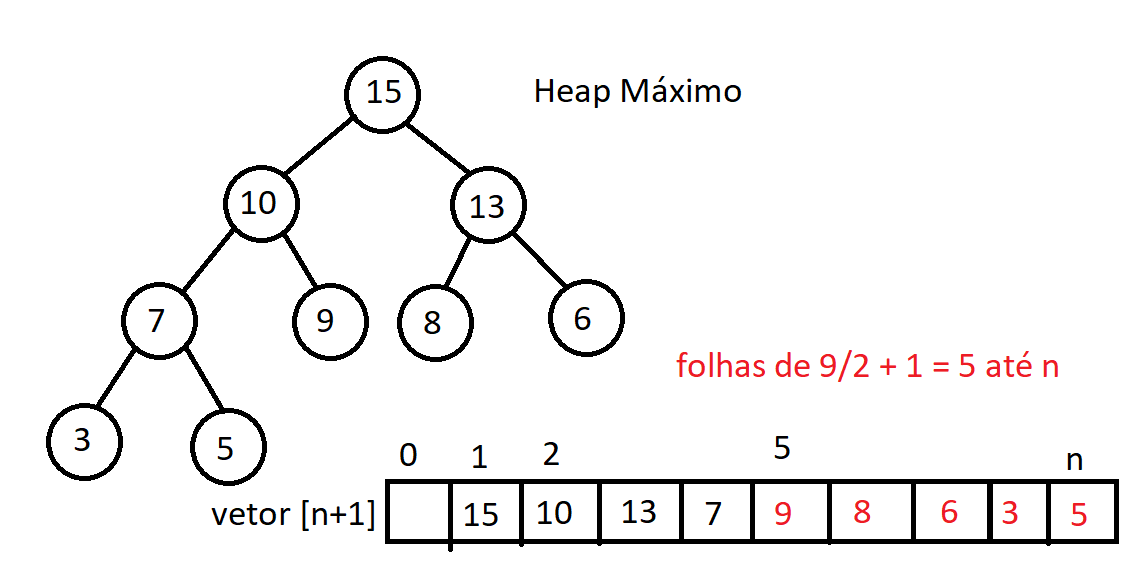 15
Heap Máximo
10
13
7
9
8
6
folhas de 9/2 + 1 = 5 até n
3
5
0 1 2 5 n
vetor [n+1] 15 10 13 7 9 8 6 3 5